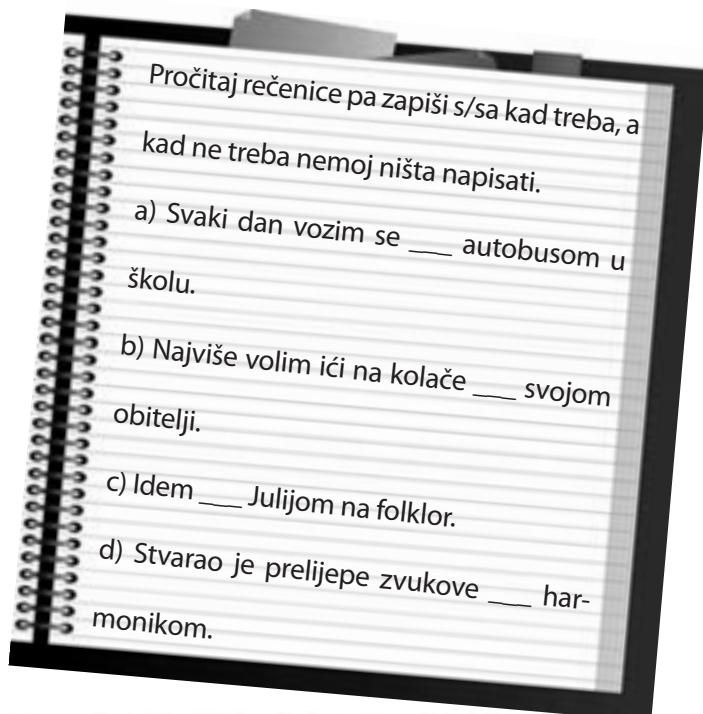 Pročitaj rečenice pa zapiši s/sa kad treba, a
kad ne treba nemoj ništa napisati.
a) Svaki dan vozim se ___ autobusom u
školu.
b) Najviše volim ići na kolače ___ svojom
obitelji.
c) Idem ___ Julijom na folklor.
d) Stvarao je prelijepe zvukove ___ har-
monikom.